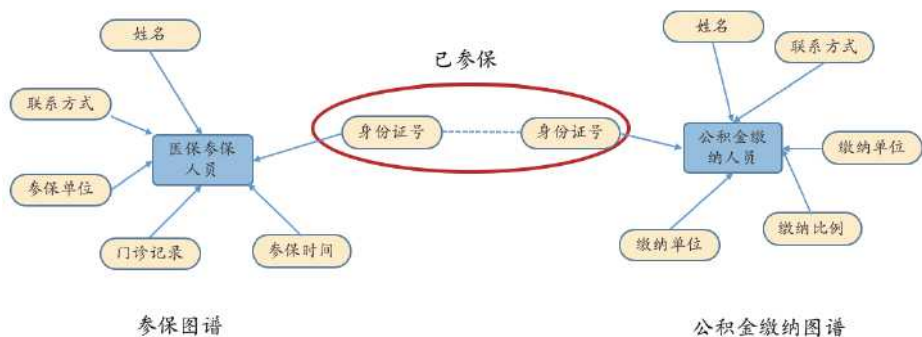 姓名
姓名
联系方式
已参保
联系方式
身份证号
身份证号
医保参保
人员
公积金缴
纳人员
缴纳单位
参保单位
门诊记录
参保时间
缴纳单位
缴纳比例
参保图谱
公积金缴纳图谱